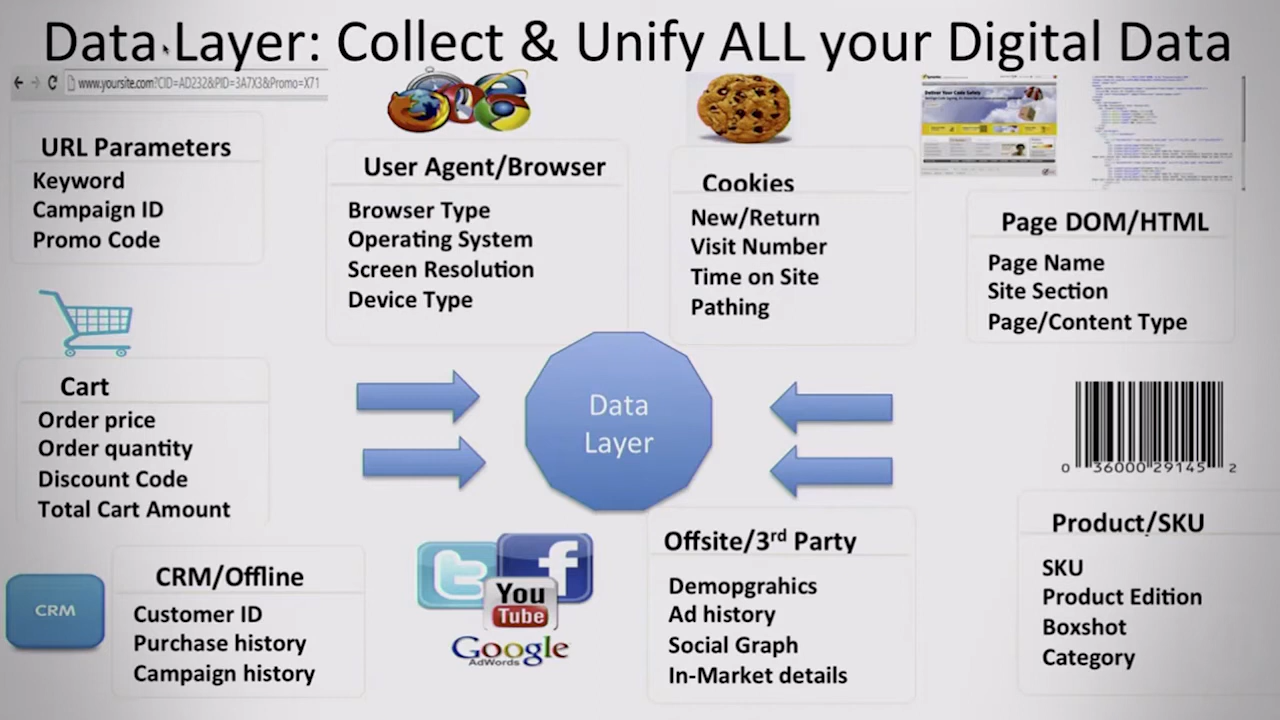 Data Layer: Collect & Unify ALL your Digital Data
www.yoursite.com?CID=AD232&PID=3A7X3&Promo=X71
URL Parameters
Keyword
Campaign ID
Promo Code
User Agent/Browser
Browser Type
Operating System
Screen Resolution
Device Type
Cookies
New/Return
Visit Number
Time on Site
Pathing
Deliver Your Code Safely
Page DOM/HTML
Page Name
Site Section
Page/Content Type
Cart
Order price
Order quantity
Discount Code
Total Cart Amount
Data
Layer
0 36000 29145 2
Product/SKU
SKU
Product Edition
Boxshot
Category
CRM
CRM/Offline
Customer ID
Purchase history
Campaign history
t
f
You
Tube
Google
AdWords
Offsite/3rd Party
Demopgrahics
Ad history
Social Graph
In-Market details